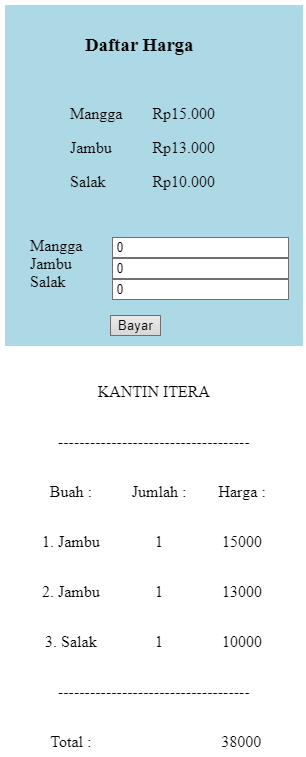 Daftar Harga
Mangga Rp15.000
Jambu Rp13.000
Salak Rp10.000
Mangga 0
Jambu 0
Salak 0
Bayar
KANTIN ITERA
------------------------------------
Buah : Jumlah : Harga :
1. Jambu 1 15000
2. Jambu 1 13000
3. Salak 1 10000
------------------------------------
Total : 38000